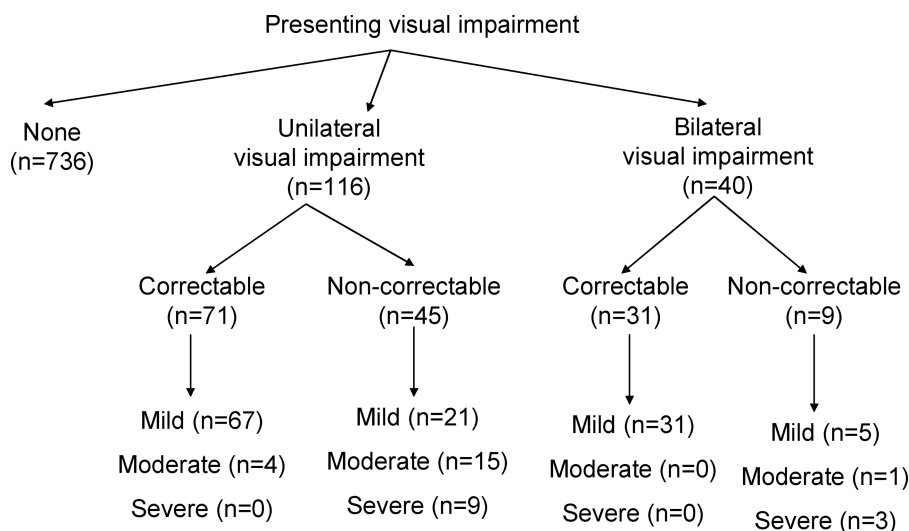 Presenting visual impairment
None
(n=736)
Unilateral
visual impairment
(n=116)
Bilateral
visual impairment
(n=40)
Correctable
(n=71)
Non-correctable
(n=45)
Correctable
(n=31)
Non-correctable
(n=9)
Mild (n=67)
Moderate (n=4)
Severe (n=0)
Mild (n=21)
Moderate (n=15)
Severe (n=9)
Mild (n=31)
Moderate (n=0)
Severe (n=0)
Mild (n=5)
Moderate (n=1)
Severe (n=3)